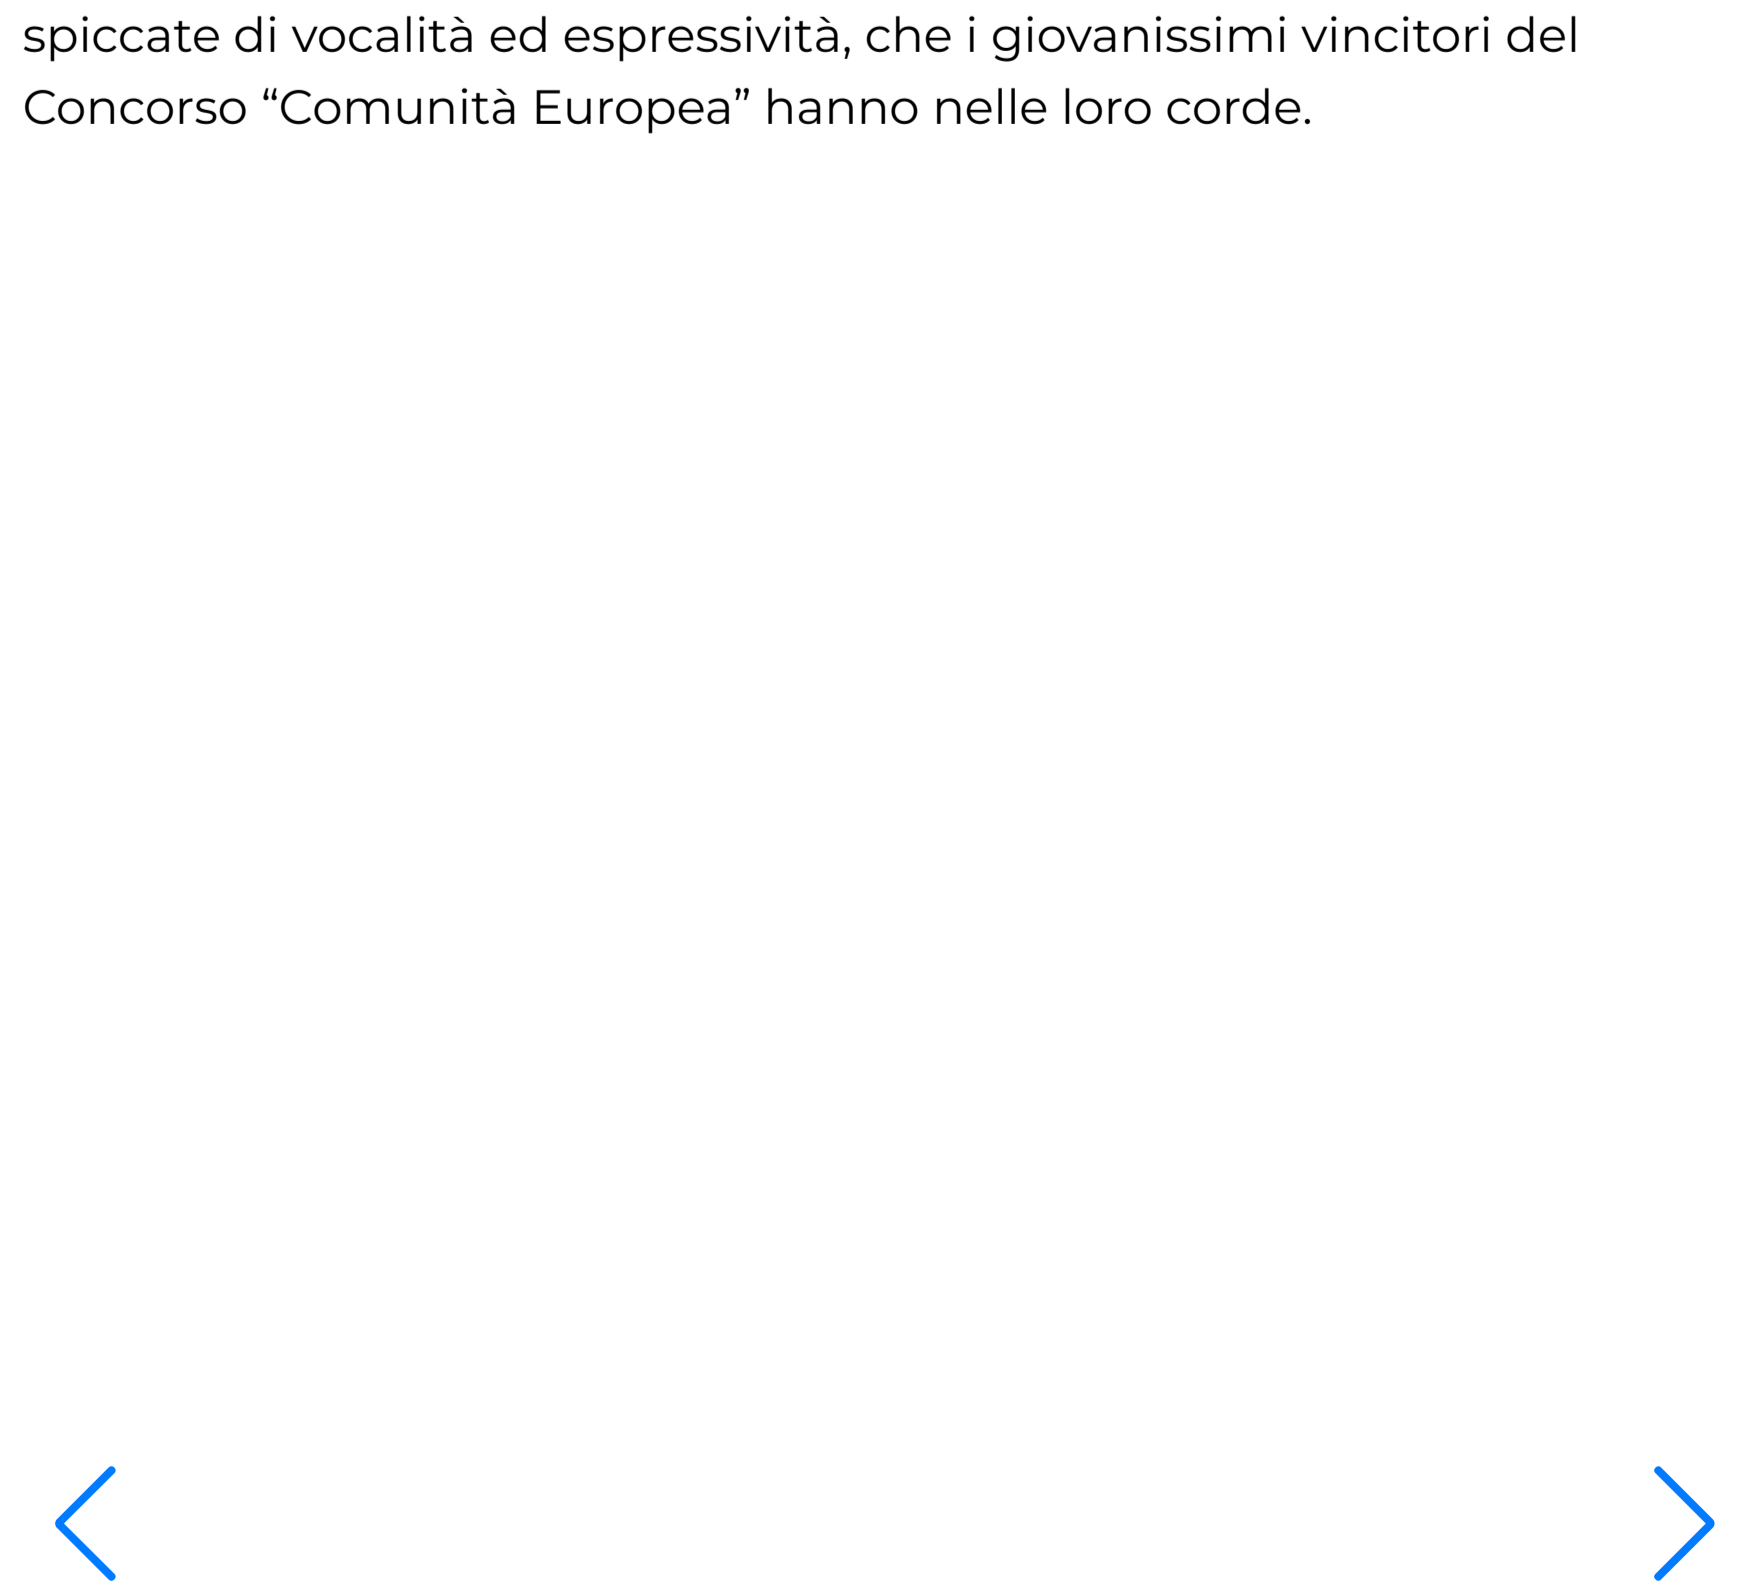 spiccate di vocalità ed espressività, che i giovanissimi vincitori del
Concorso “Comunità Europea” hanno nelle loro corde.